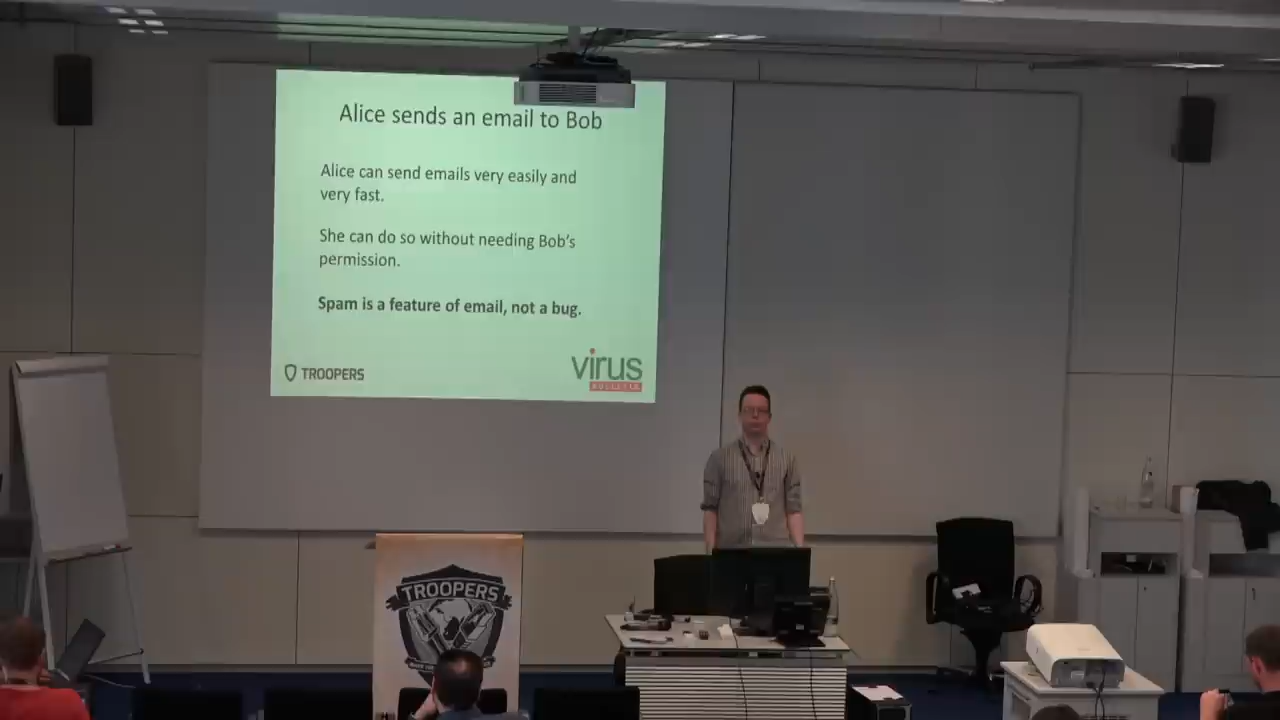 Alice sends an email to Bob
Alice can send emails very easily and
very fast.
She can do so without needing Bob's
permission.
Spam is a feature of email, not a bug.
TROOPERS
virus
BULLETIN
TROOPERS